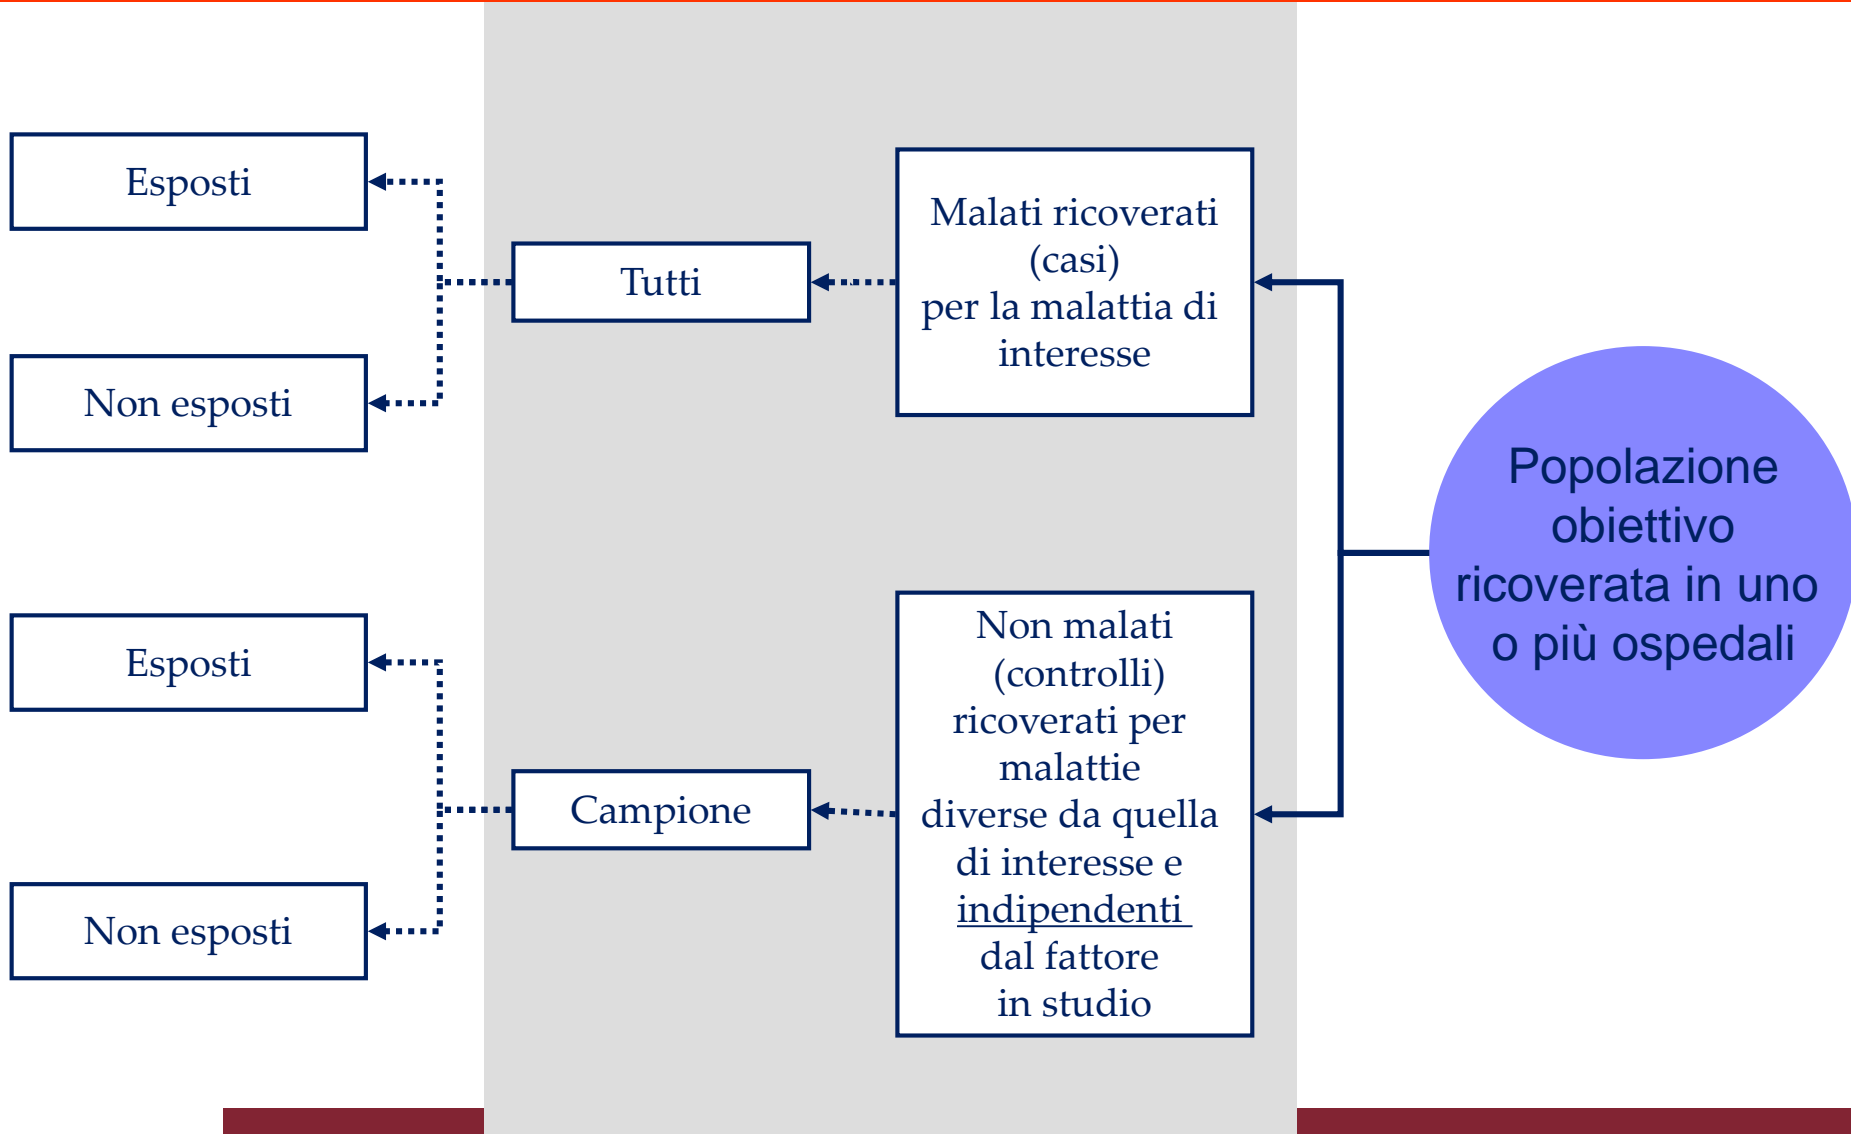 Esposti
Malati ricoverati
(casi)
per la malattia di
interesse
Tutti
Non esposti
Popolazione
obiettivo
ricoverata in uno
o più ospedali
Esposti
Non malati
(controlli)
ricoverati per
malattie
diverse da quella
di interesse e
indipendenti
dal fattore
in studio
Campione
Non esposti